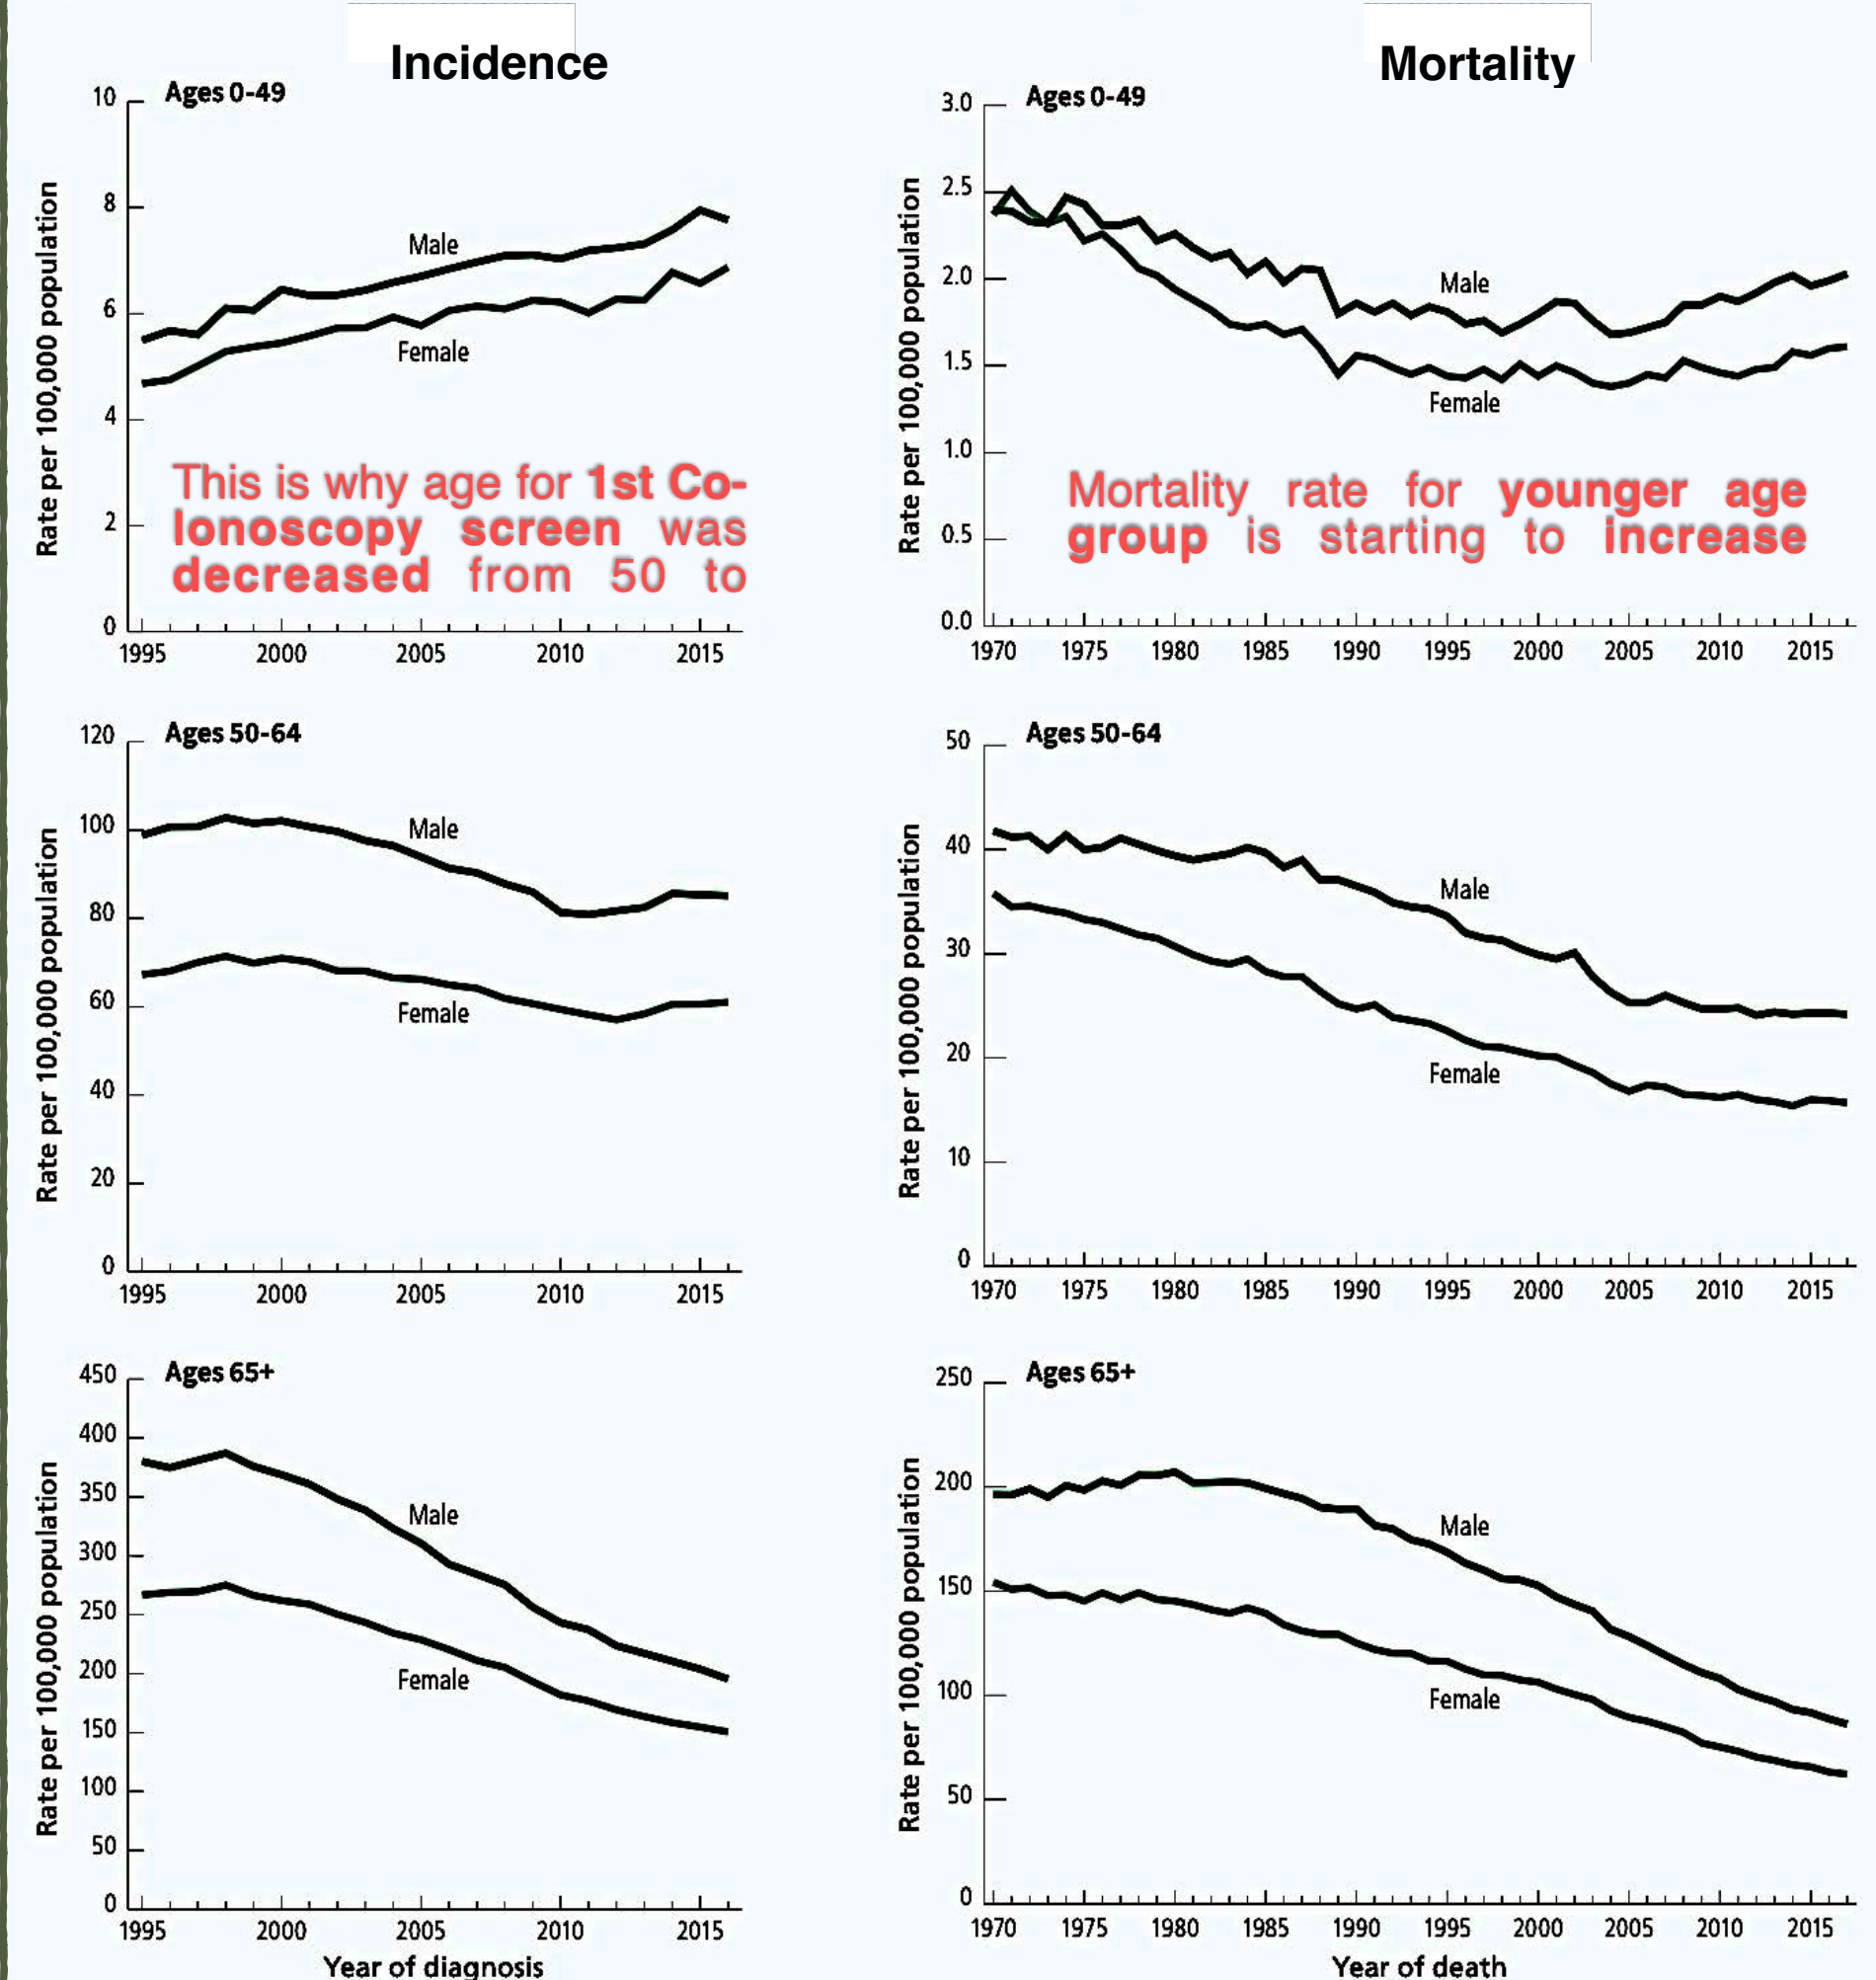 Incidence
Ages 0-49
Rate per 100,000 population
10
8
6
4
2
0
Male
Female
This is why age for 1st Co-
lonoscopy screen was
decreased from 50 to
1995 2000 2005 2010 2015
Mortality
Ages 0-49
Rate per 100,000 population
3.0
2.5
2.0
1.5
1.0
0.5
0.0
Male
Female
Mortality rate for younger age
group is starting to increase
1970 1975 1980 1985 1990 1995 2000 2005 2010 2015
Ages 50-64
Rate per 100,000 population
120
100
80
60
40
20
0
Male
Female
1995 2000 2005 2010 2015
Ages 50-64
Rate per 100,000 population
50
40
30
20
10
0
Male
Female
1970 1975 1980 1985 1990 1995 2000 2005 2010 2015
Ages 65+
Rate per 100,000 population
450
400
350
300
250
200
150
100
50
0
Male
Female
1995 2000 2005 2010 2015
Year of diagnosis
Ages 65+
Rate per 100,000 population
250
200
150
100
50
0
Male
Female
1970 1975 1980 1985 1990 1995 2000 2005 2010 2015
Year of death